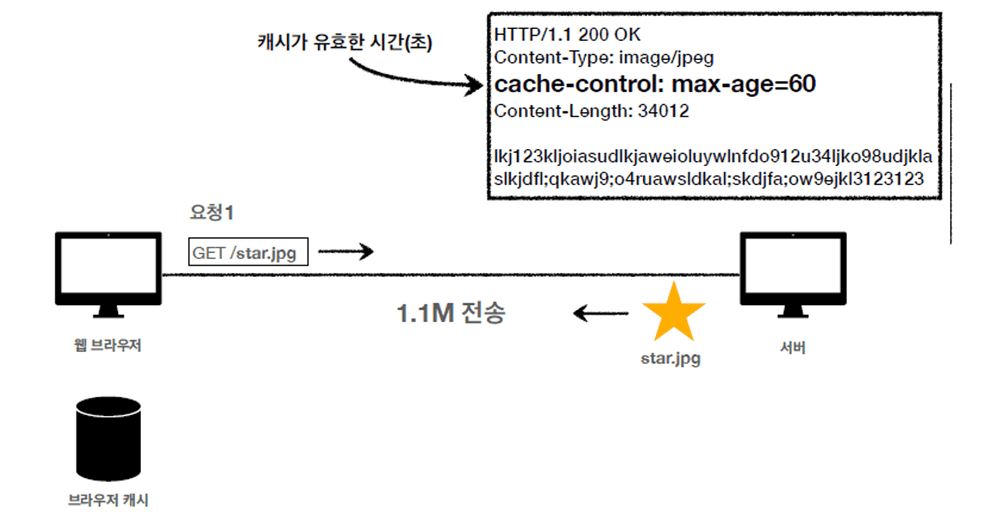 캐시가 유효한 시간(초)
HTTP/1.1 200 OK
Content-Type: image/jpeg
cache-control: max-age=60
Content-Length: 34012
lkj123kljoiasudlkjaweioluywlnfdo912u34ljko98udjkla
slkjdfl;qkawj9;o4ruawsldkal;skdjfa;ow9ejkl3123123
요청1
GET /star.jpg
1.1M 전송
star.jpg
웹 브라우저
서버
브라우저 캐시